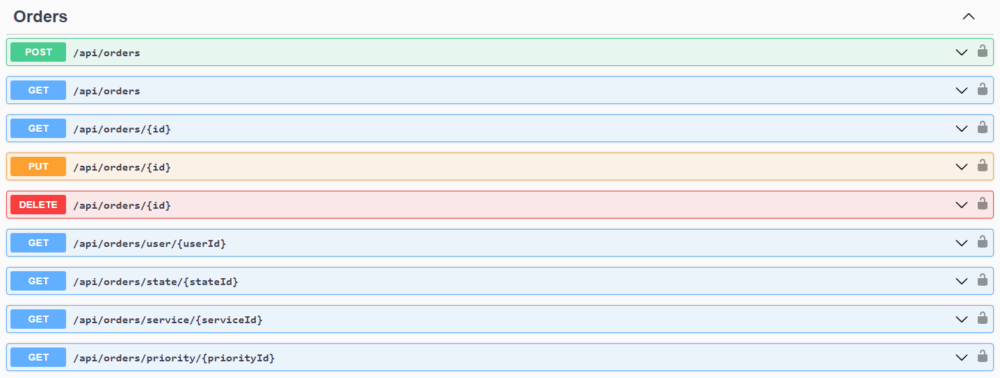 Orders
POST /api/orders
GET /api/orders
GET /api/orders/{id}
PUT /api/orders/{id}
DELETE /api/orders/{id}
GET /api/orders/user/{userId}
GET /api/orders/state/{stateId}
GET /api/orders/service/{serviceId}
GET /api/orders/priority/{priorityId}